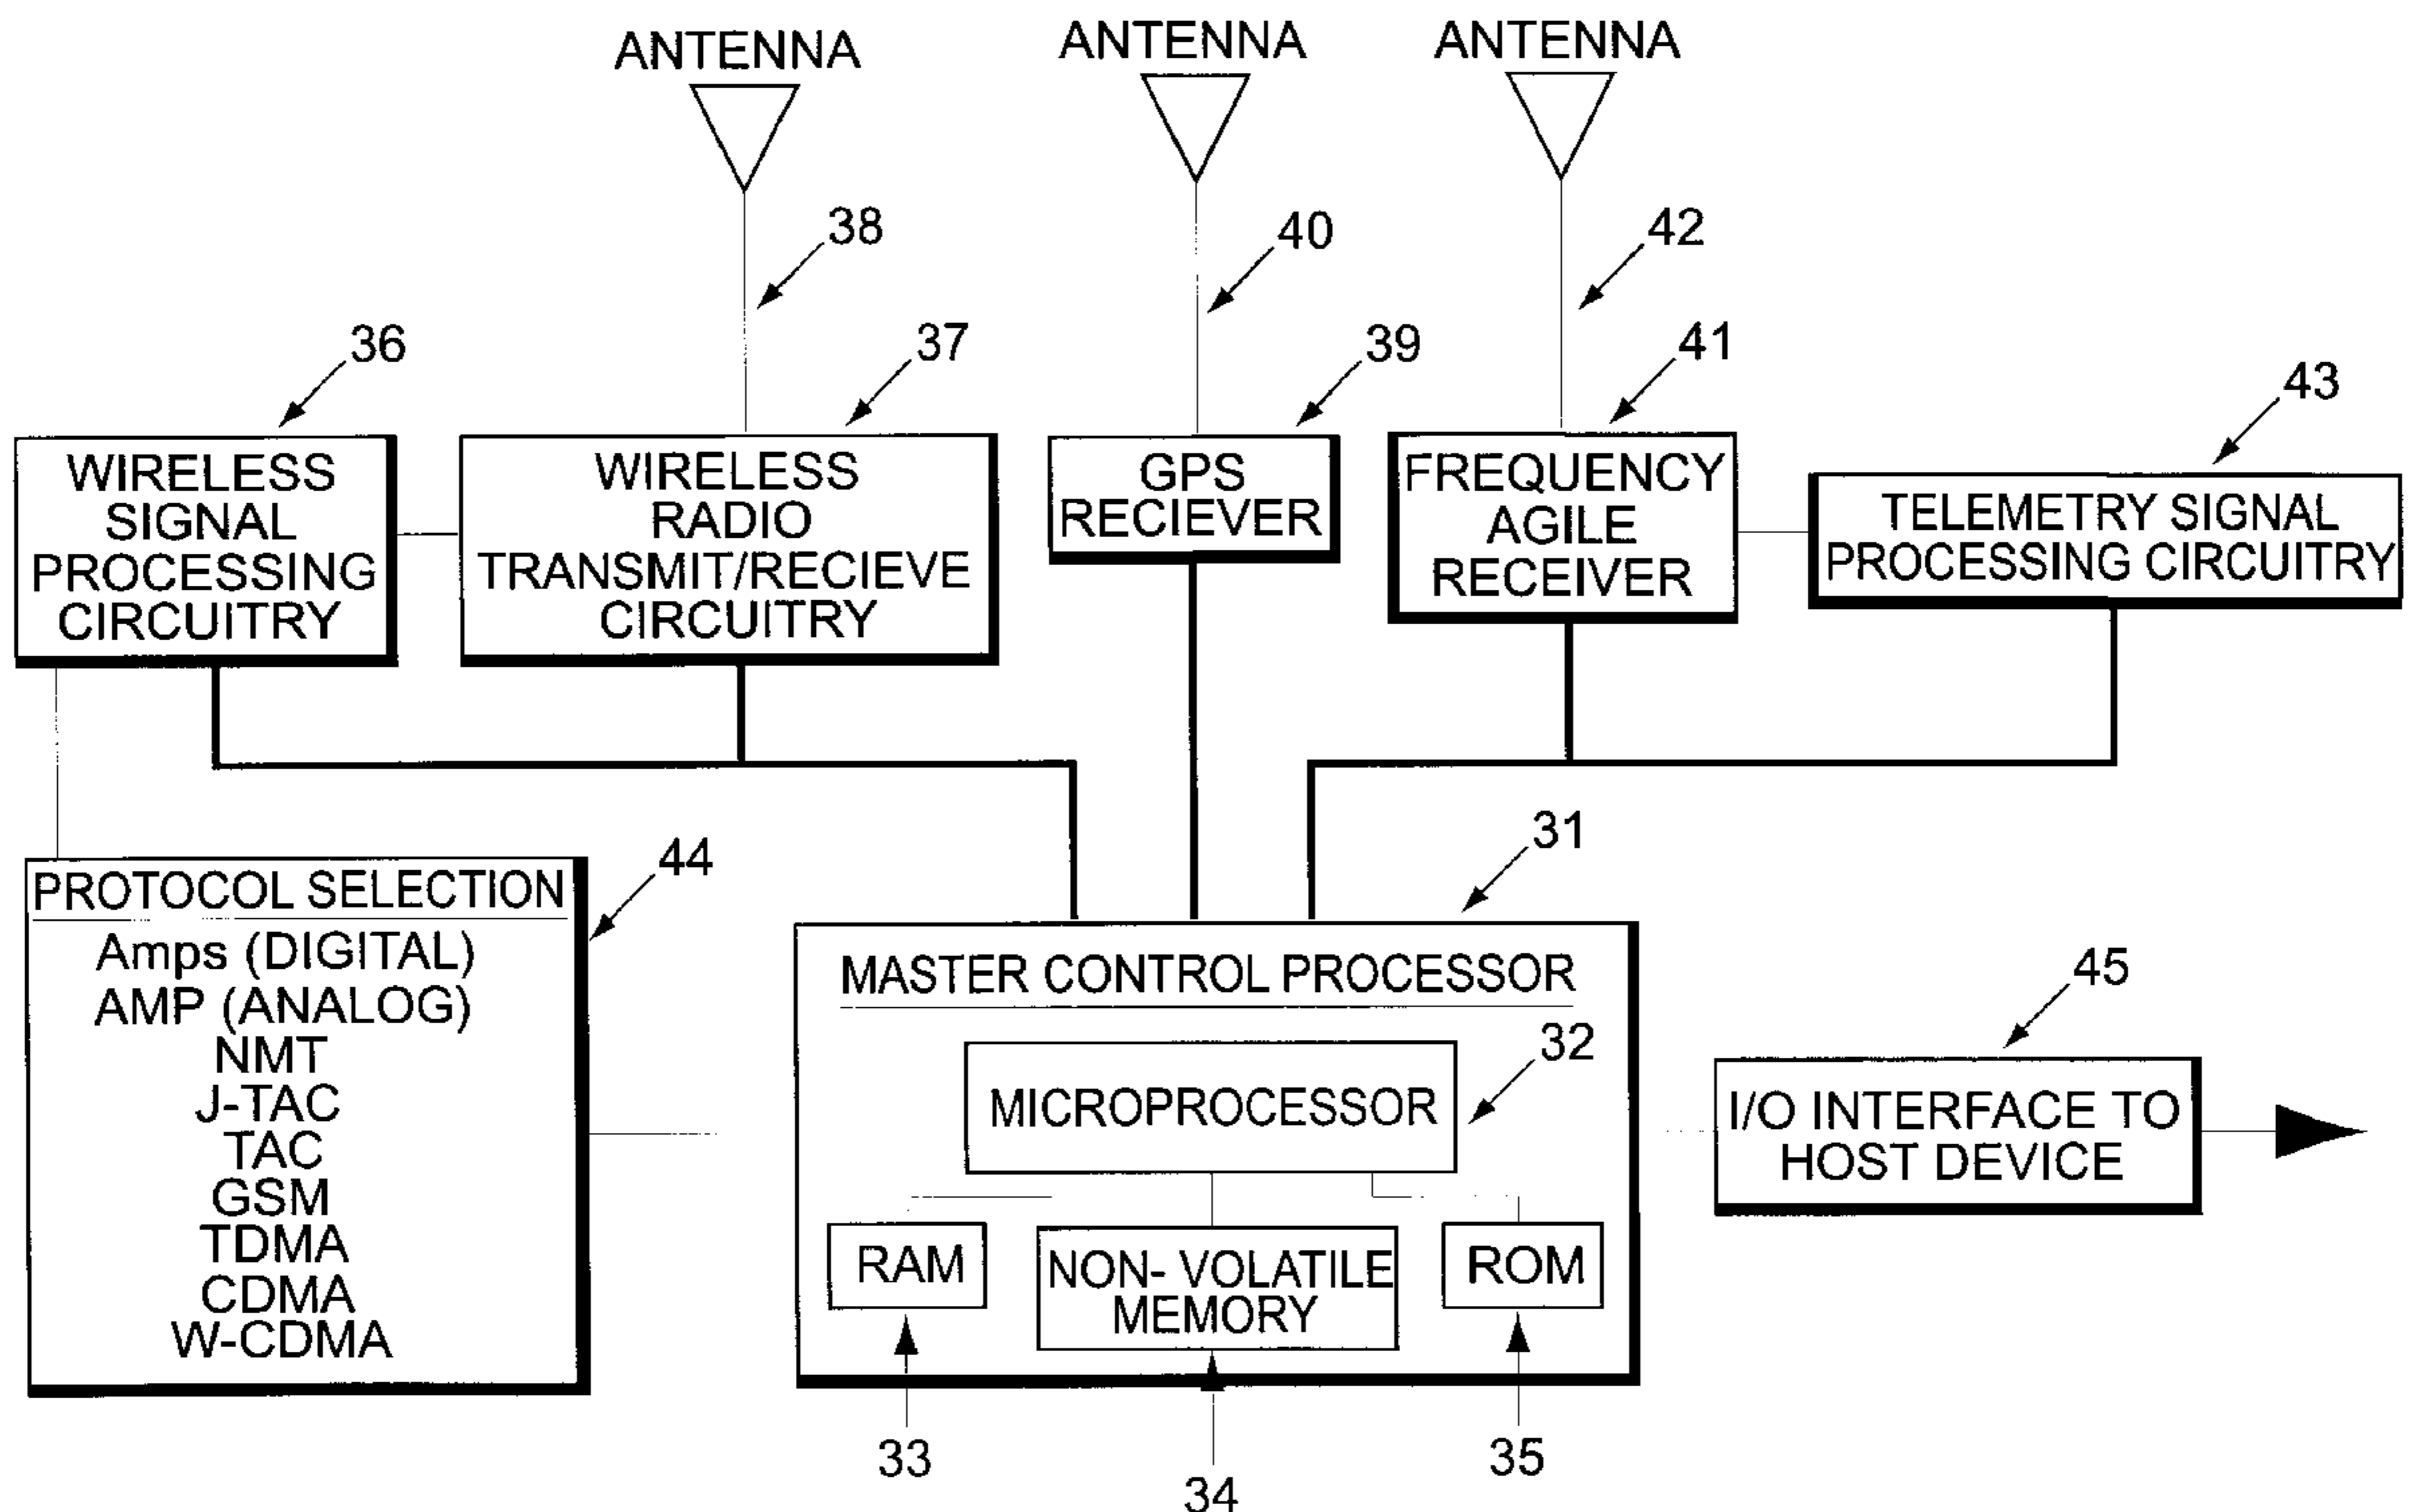 ANTENNA
ANTENNA
ANTENNA
38
40
42
36
37
39
41
43
WIRELESS
SIGNAL
PROCESSING
CIRCUITRY
WIRELESS
RADIO
TRANSMIT/RECIEVE
CIRCUITRY
GPS
RECIEVER
FREQUENCY
AGILE
RECEIVER
TELEMETRY SIGNAL
PROCESSING CIRCUITRY
44
PROTOCOL SELECTION
Amps (DIGITAL)
AMP (ANALOG)
NMT
J-TAC
TAC
GSM
TDMA
CDMA
W-CDMA
31
MASTER CONTROL PROCESSOR
32
MICROPROCESSOR
RAM
NON- VOLATILE
MEMORY
ROM
33
34
35
45
I/O INTERFACE TO
HOST DEVICE